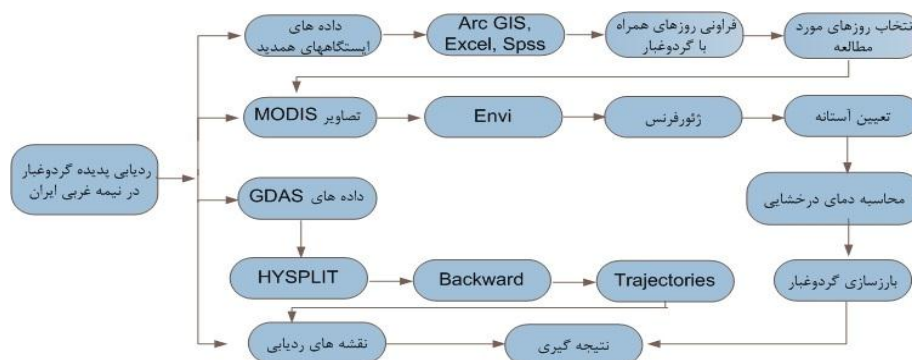 داده های
ایستگاههای همدید
Arc GIS,
Excel, Spss
فراونی روزهای همراه
با گردوغبار
انتخاب روزهای مورد
مطالعه
تصاویر MODIS
Envi
ژئورفرنس
تعیین آستانه
ردیابی پدیده گردوغبار
در نیمه غربی ایران
داده های GDAS
محاسبه دمای درخشایی
HYSPLIT
Backward
Trajectories
بارزسازی گردوغبار
نقشه های ردیابی
نتیجه گیری